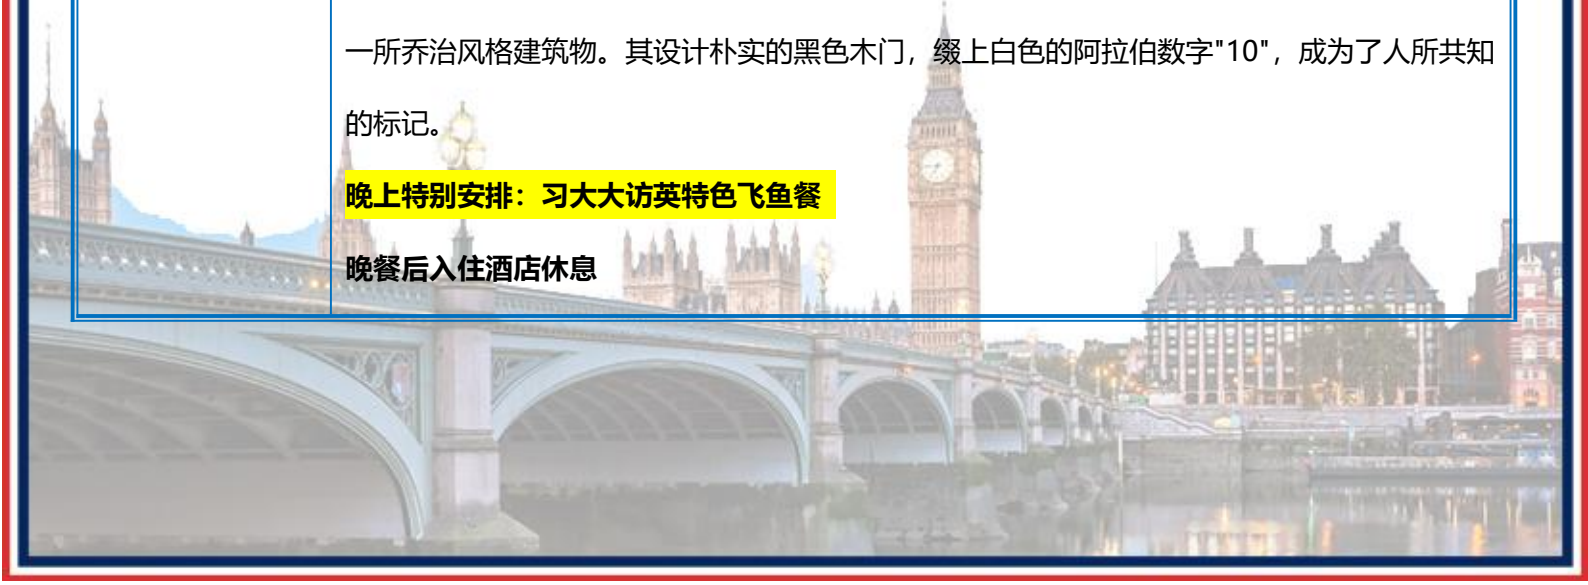 一所乔治风格建筑物。其设计朴实的黑色木门，缀上白色的阿拉伯数字"10"，成为了人所共知
的标记。
晚上特别安排：习大大访英特色飞鱼餐
晚餐后入住酒店休息